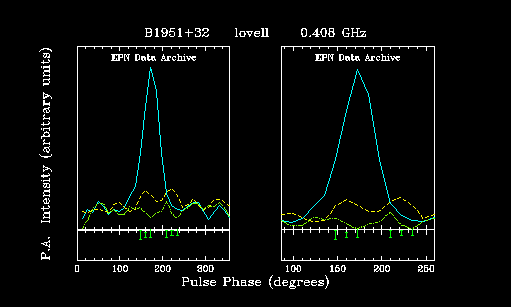 B1951+32 lovell 0.408 GHz
EPN Data Archive EPN Data Archive
P.A. Intensity (arbitrary units)
0 100 200 300 100 150 200 250
Pulse Phase (degrees)